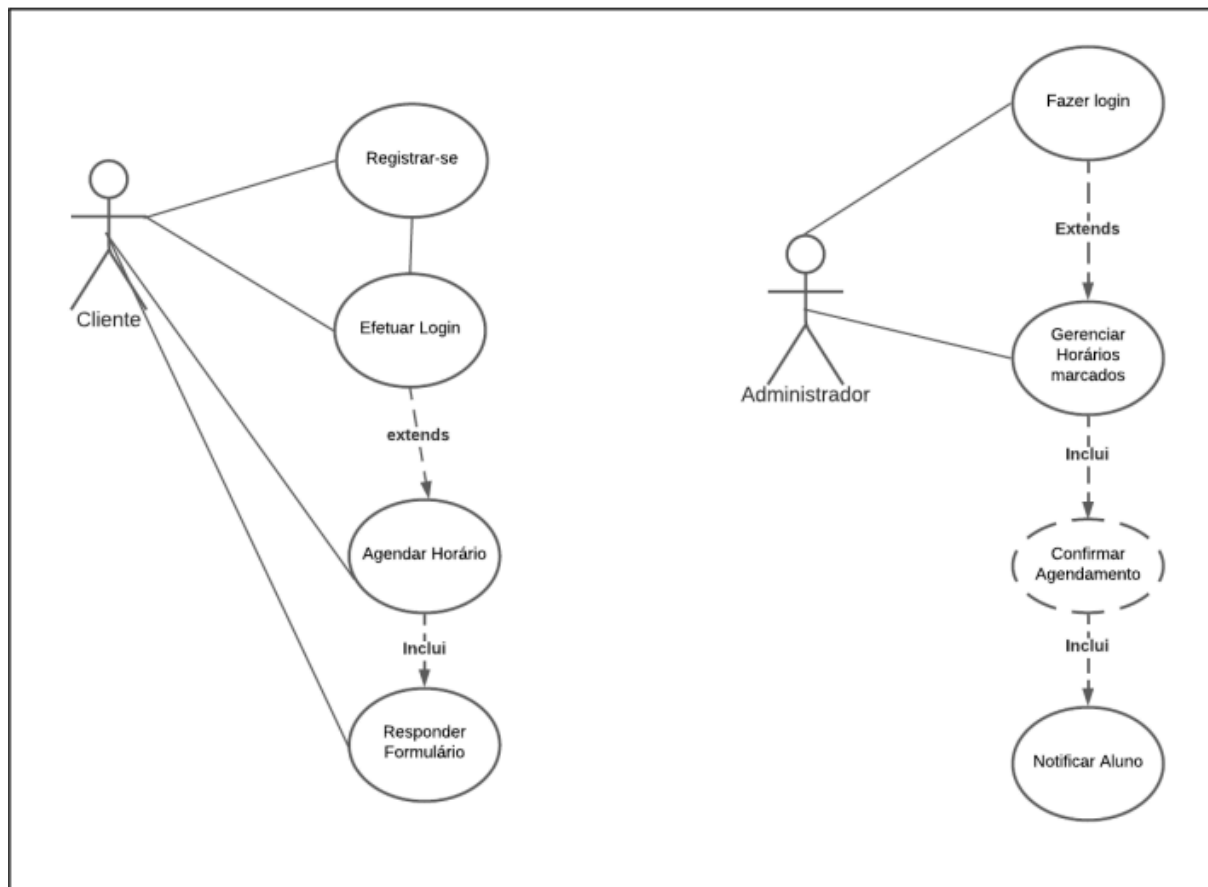 Registrar-se
Efetuar Login
Cliente
extends
Agendar Horário
Inclui
Responder
Formulário
Fazer login
Extends
Gerenciar
Horários
marcados
Administrador
Inclui
Confirmar
Agendamento
Inclui
Notificar Aluno